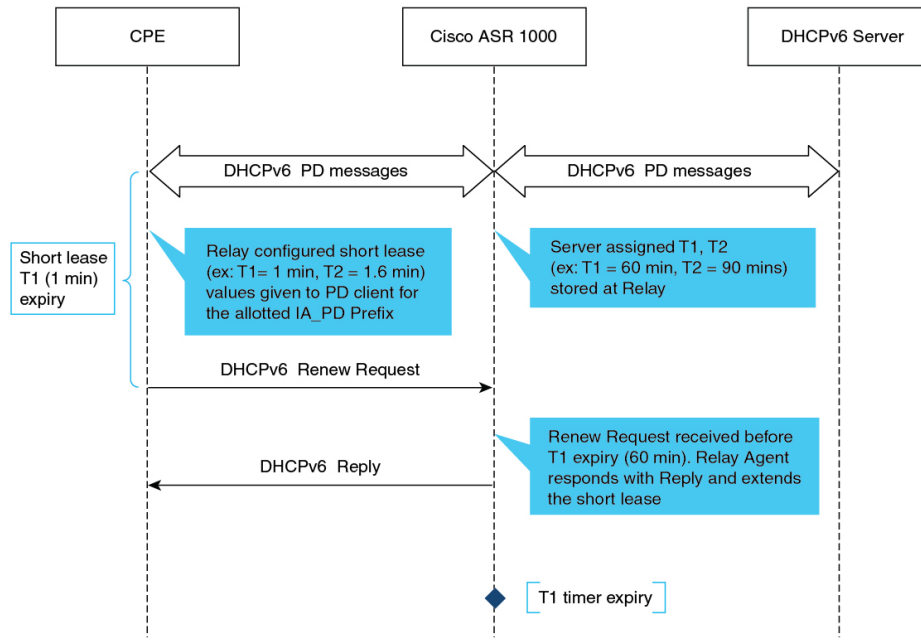 CPE
Cisco ASR 1000
DHCPv6 Server
DHCPv6 PD messages
DHCPv6 PD messages
Short lease
T1 (1 min)
expiry
Relay configured short lease
(ex: T1= 1 min, T2 = 1.6 min)
values given to PD client for
the allotted IA_PD Prefix
Server assigned T1, T2
(ex: T1 = 60 min, T2 = 90 mins)
stored at Relay
DHCPv6 Renew Request
Renew Request received before
T1 expiry (60 min). Relay Agent
responds with Reply and extends
the short lease
DHCPv6 Reply
T1 timer expiry